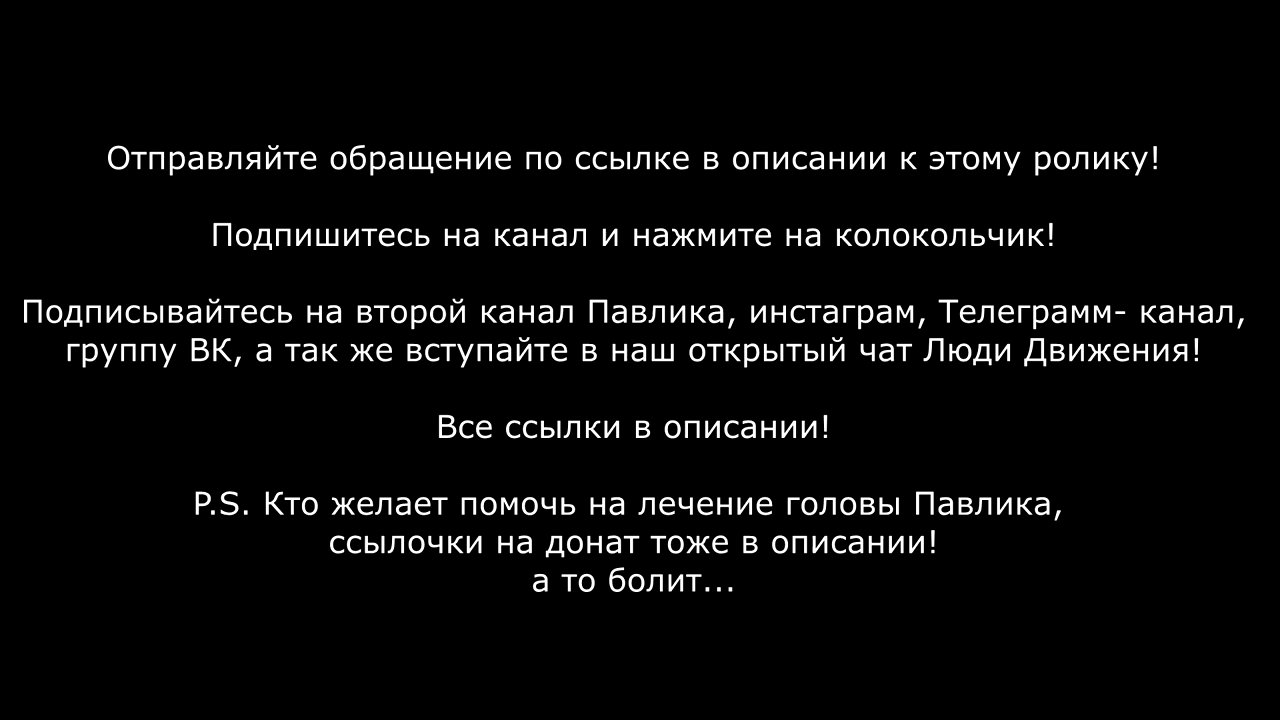 Отправляйте обращение по ссылке в описании к этому ролику!
Подпишитесь на канал и нажмите на колокольчик!
Подписывайтесь на второй канал Павлика, инстаграм, Телеграмм- канал,
группу ВК, а так же вступайте в наш открытый чат Люди Движения!
Все ссылки в описании!
P.S. Кто желает помочь на лечение головы Павлика,
ссылочки на донат тоже в описании!
а то болит...